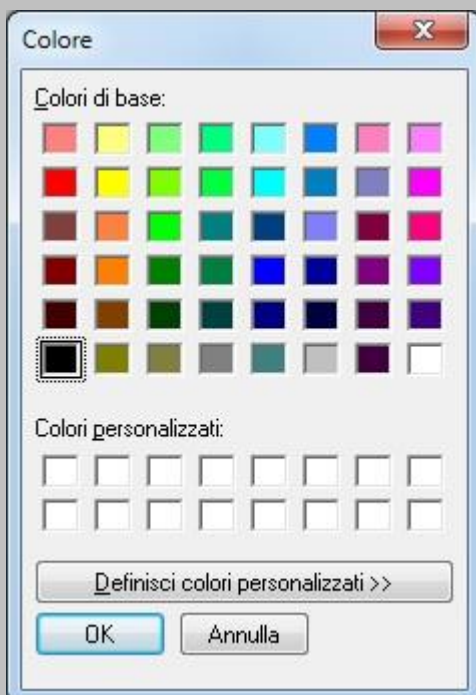 Colore
Colori di base:
Colori personalizzati:
Definisci colori personalizzati >>
OK Annulla